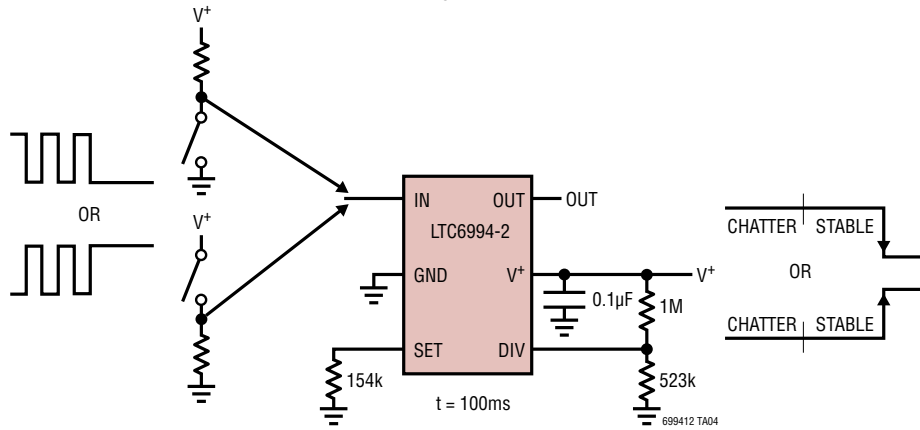 V+
OR
V+
IN
OUT
OUT
LTC6994-2
GND
V+
V+
0.1µF
1M
SET
DIV
154k
523k
t = 100ms
CHATTER
STABLE
OR
CHATTER
STABLE
699412 TA04